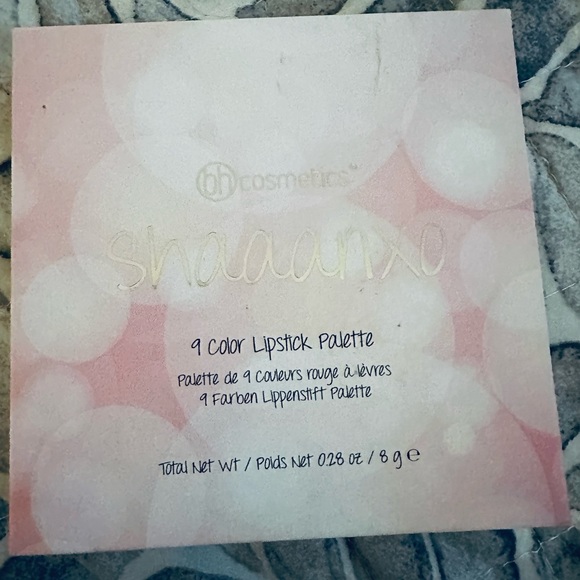 bh cosmetics™
shaaanxo
9 Color Lipstick Palette
Palette de 9 Couleurs rouge à lèvres
9 Farben Lippenstift Palette
Total Net Wt / Poids Net 0.28 oz / 8 g ℮